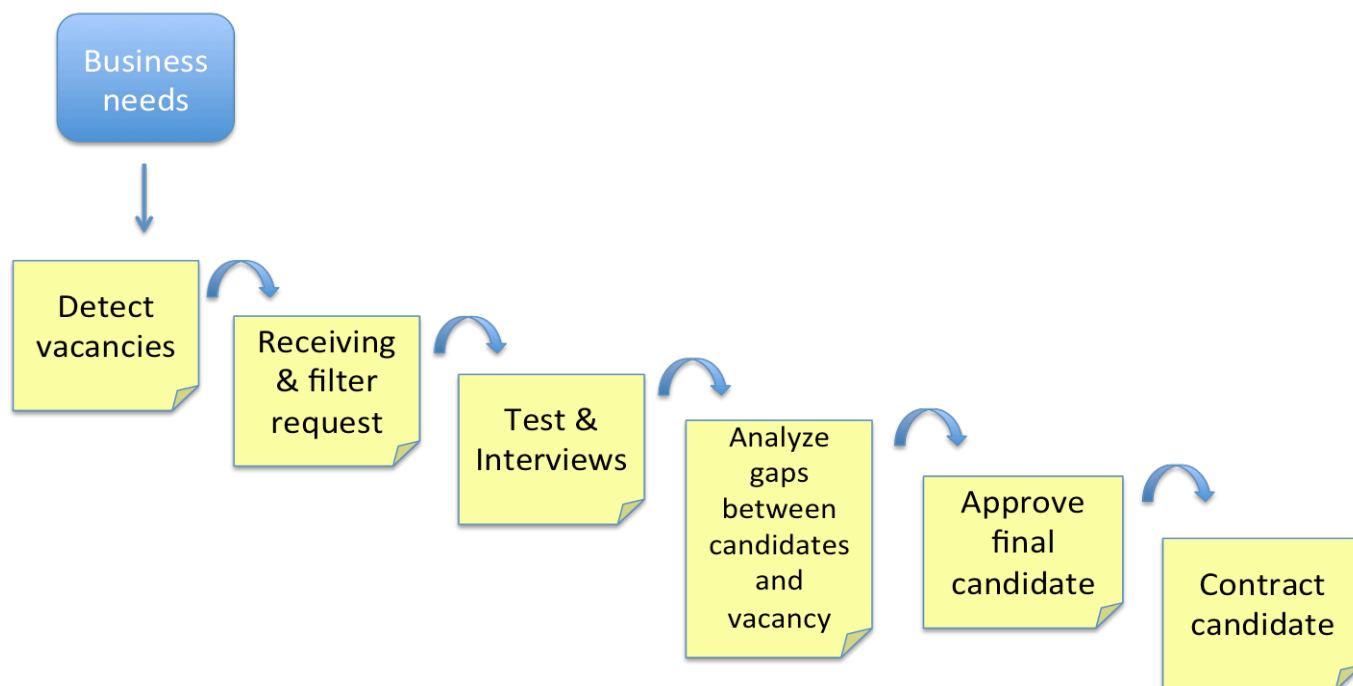 Business
needs
Detect
vacancies
Receiving
& filter
request
Test &
Interviews
Analyze
gaps
between
candidates
and
vacancy
Approve
final
candidate
Contract
candidate